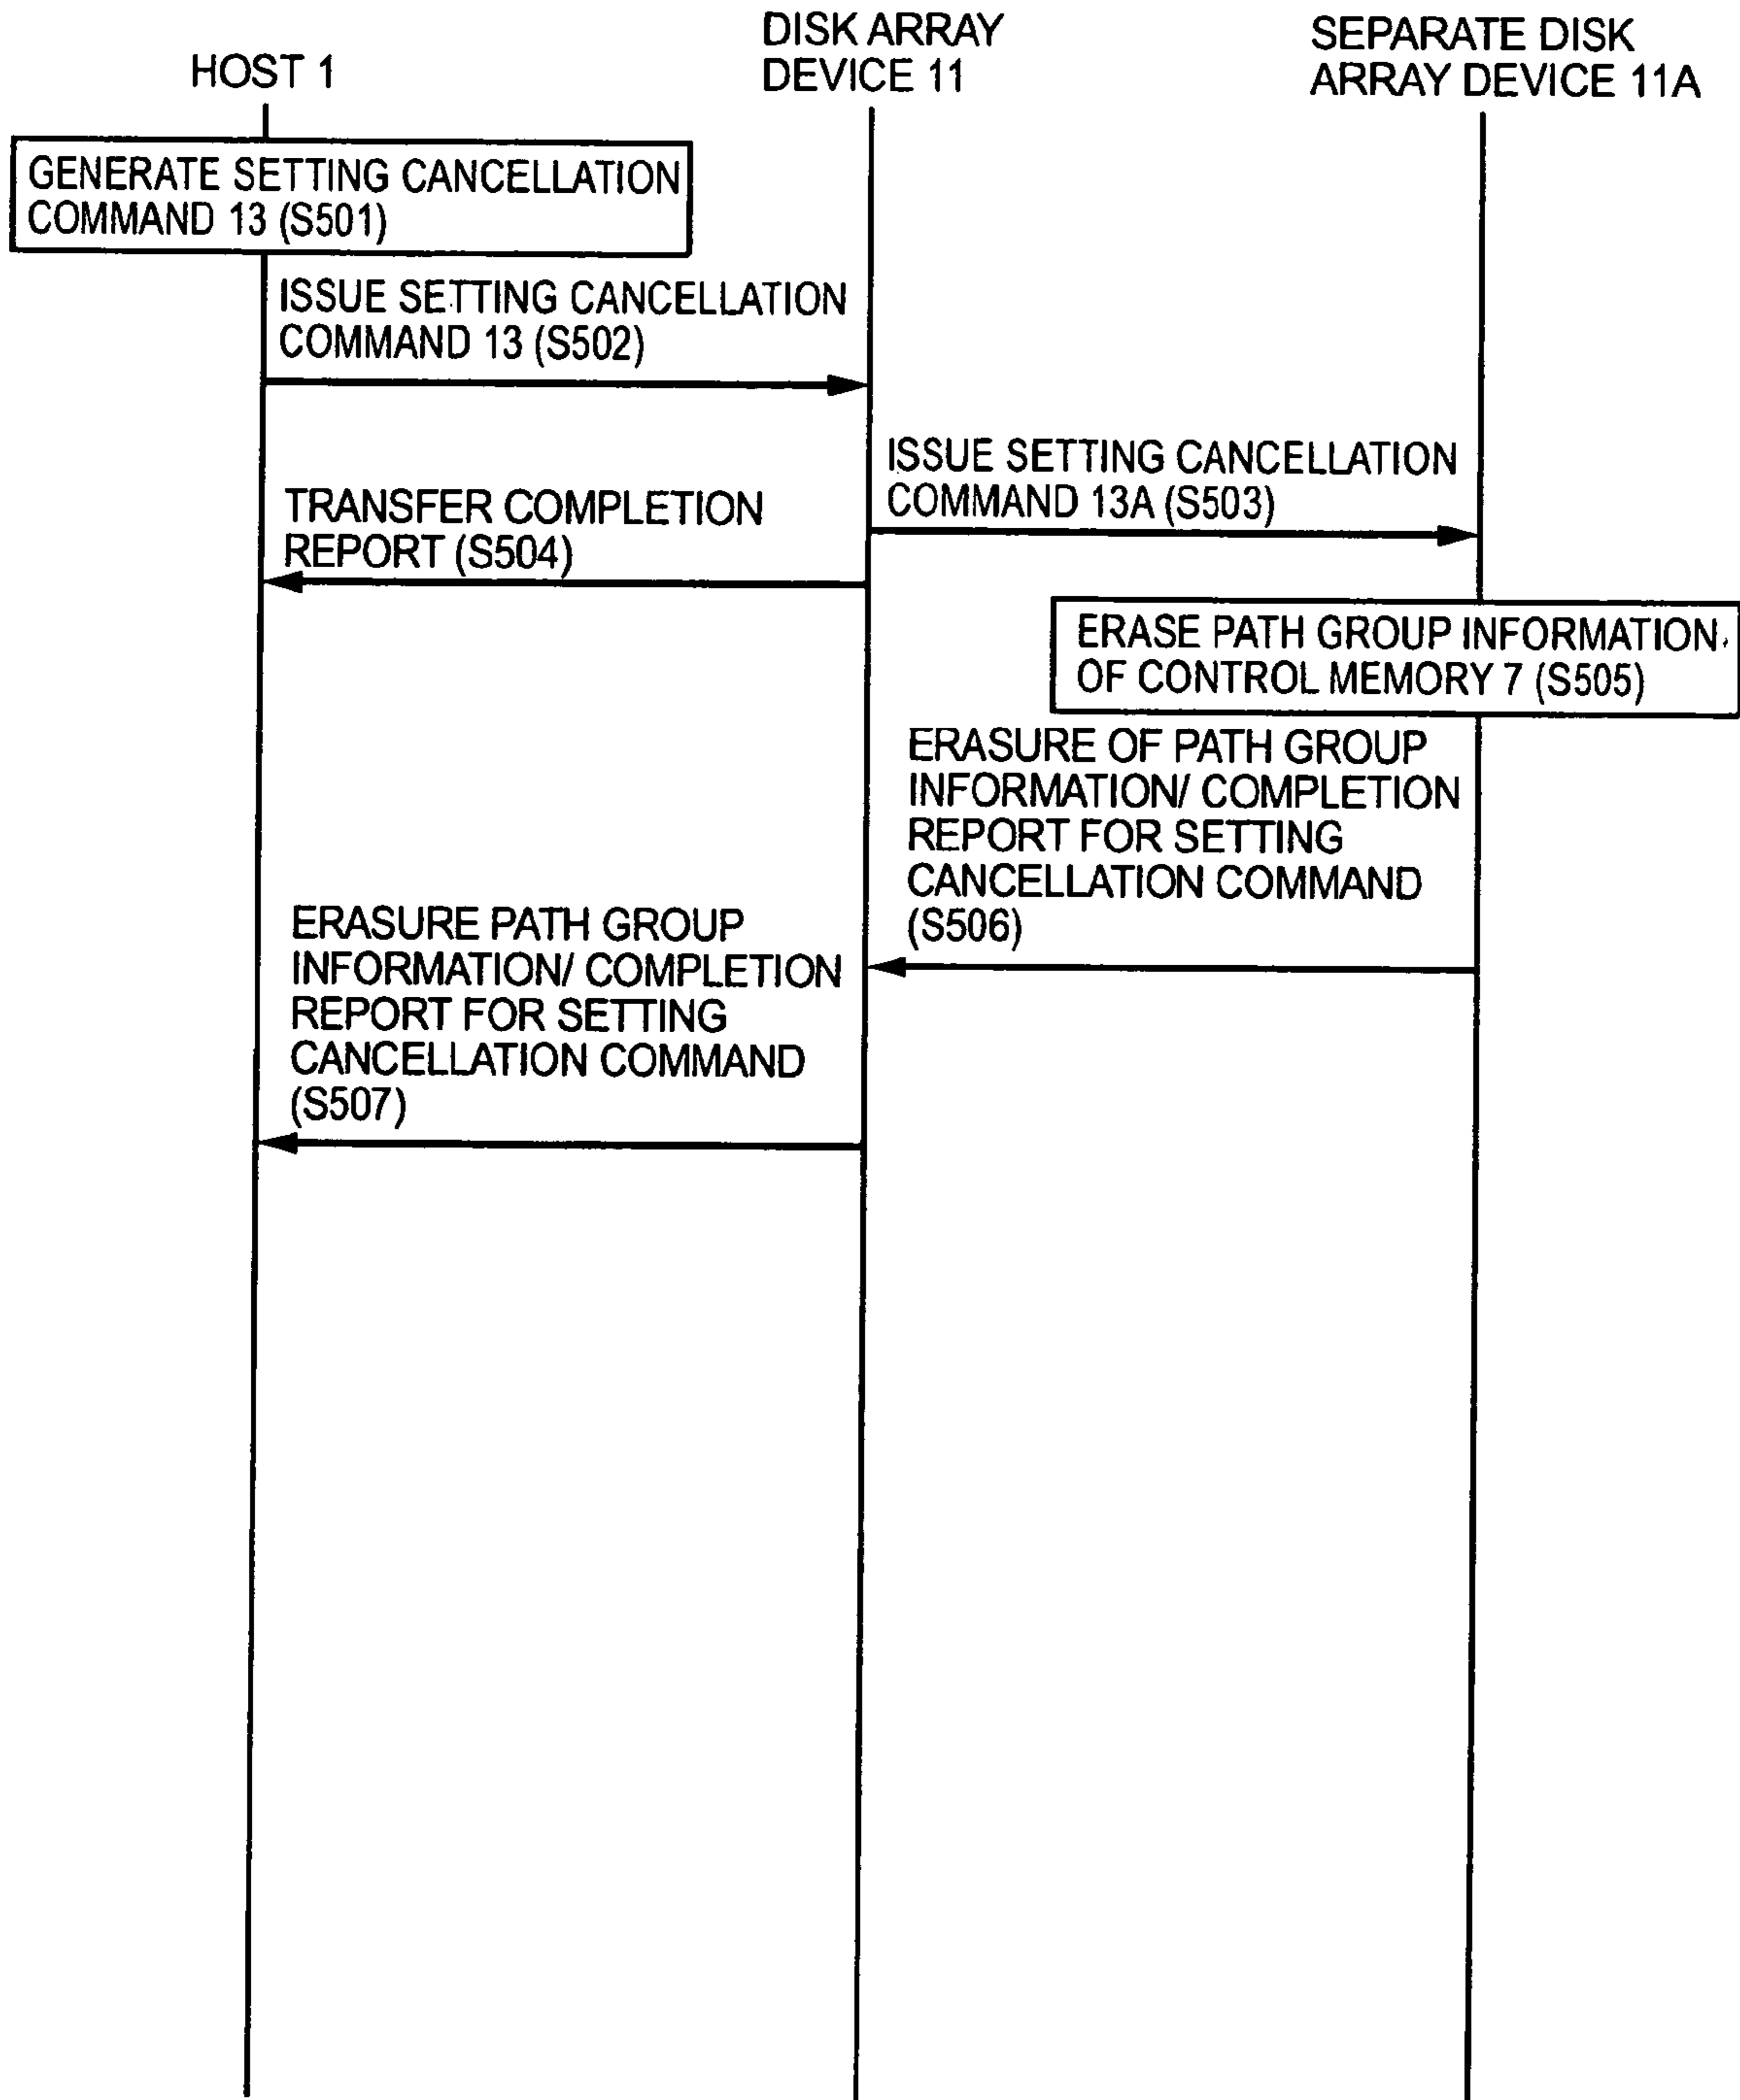 HOST 1
DISK ARRAY
DEVICE 11
SEPARATE DISK
ARRAY DEVICE 11A
GENERATE SETTING CANCELLATION
COMMAND 13 (S501)
ISSUE SETTING CANCELLATION
COMMAND 13 (S502)
ISSUE SETTING CANCELLATION
COMMAND 13A (S503)
TRANSFER COMPLETION
REPORT (S504)
ERASE PATH GROUP INFORMATION
OF CONTROL MEMORY 7 (S505)
ERASURE OF PATH GROUP
INFORMATION/ COMPLETION
REPORT FOR SETTING
CANCELLATION COMMAND
(S506)
ERASURE PATH GROUP
INFORMATION/ COMPLETION
REPORT FOR SETTING
CANCELLATION COMMAND
(S507)